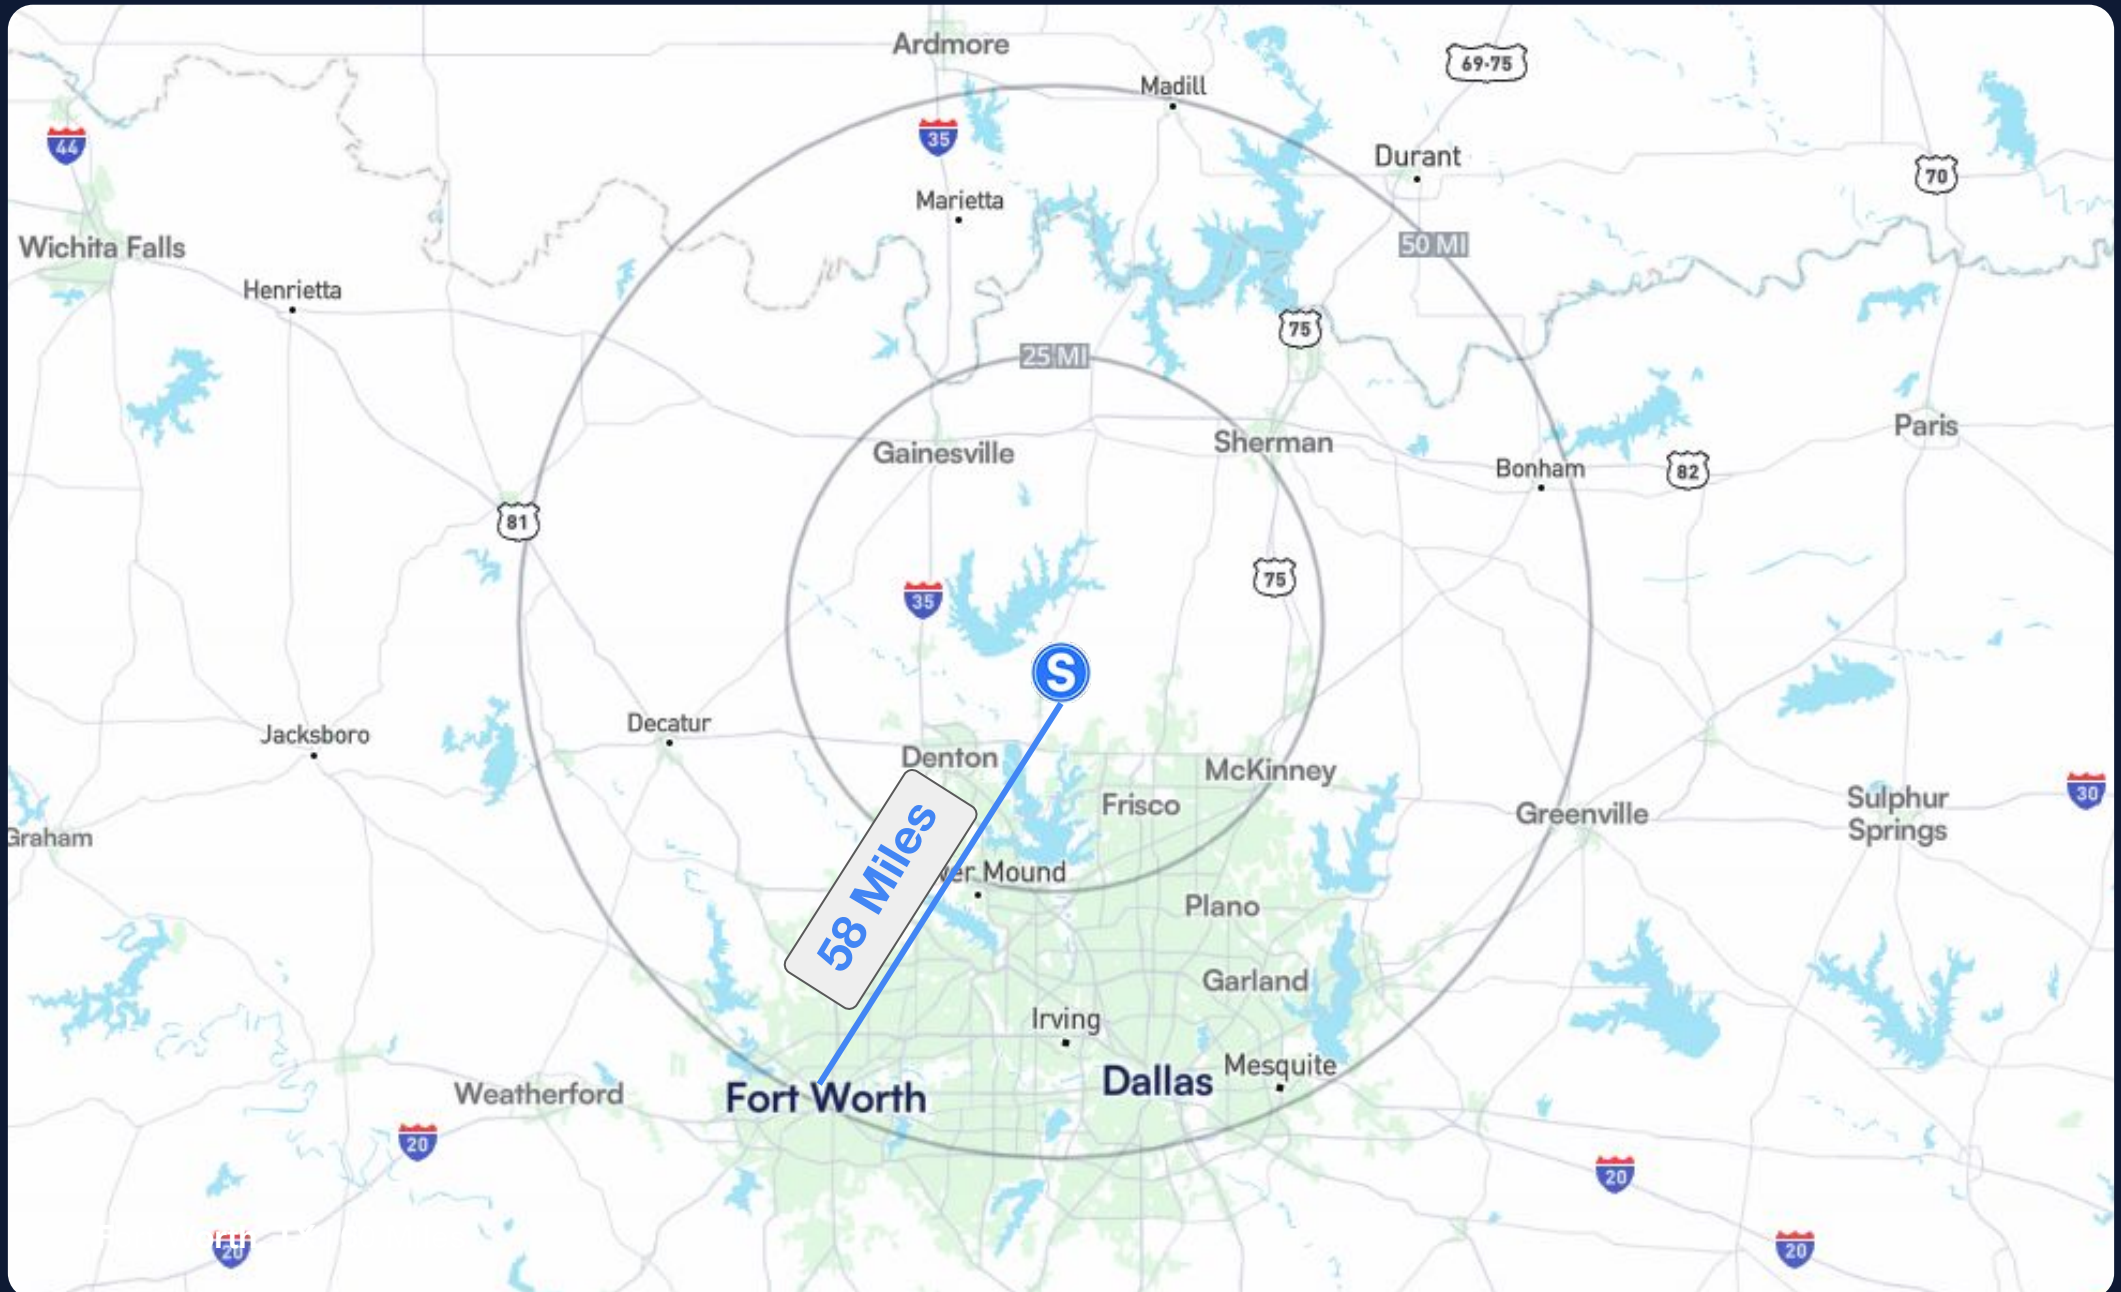 Ardmore
69-75
Madill
44
35
Durant
70
Marietta
Wichita Falls
50 MI
Henrietta
75
25 MI
Paris
Gainesville
Sherman
Bonham
82
81
75
35
S
Decatur
Jacksboro
Denton
McKinney
30
Frisco
Sulphur
Springs
Greenville
Graham
58 Miles
ver Mound
Plano
Garland
Irving
Mesquite
Dallas
Weatherford
Fort Worth
20
20
20
20